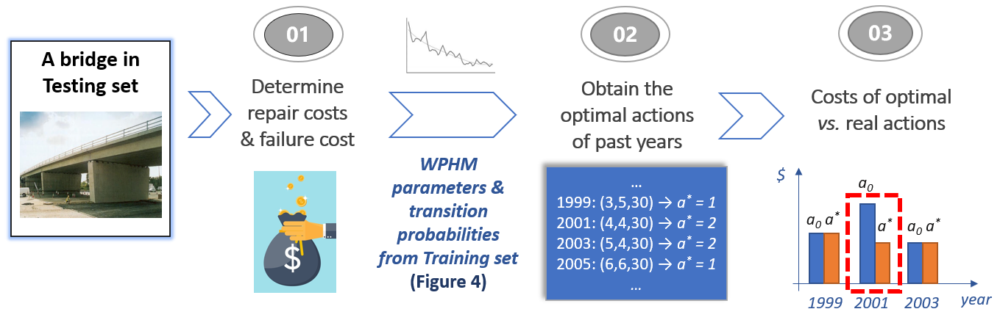 A bridge in
Testing set
01
Determine
repair costs
& failure cost
$
WPHM
parameters &
transition
probabilities
from Training set
(Figure 4)
02
Obtain the
optimal actions
of past years
...
1999: (3,5,30) → a* = 1
2001: (4,4,30) → a* = 2
2003: (5,4,30) → a* = 2
2005: (6,6,30) → a* = 1
...
03
Costs of optimal
vs. real actions
$
a0
a0 a* a* a0 a*
1999 2001 2003 year